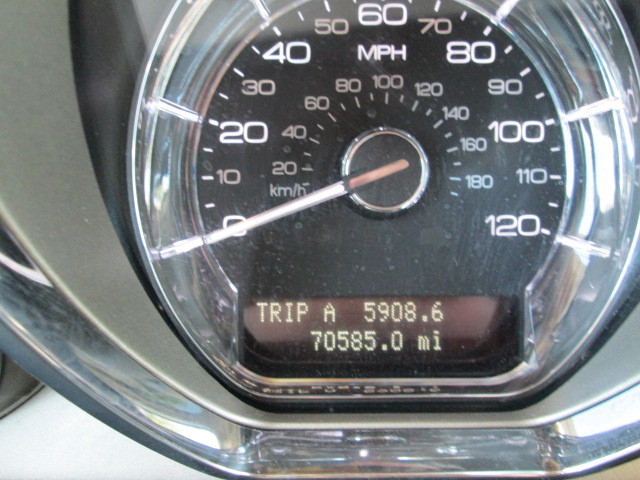 60
50 70
40 MPH 80
30 80 100 120 90
60 140
20 40 160 100
10 20 km/h 180 110
0 120
TRIP A 5908.6
70585.0 mi